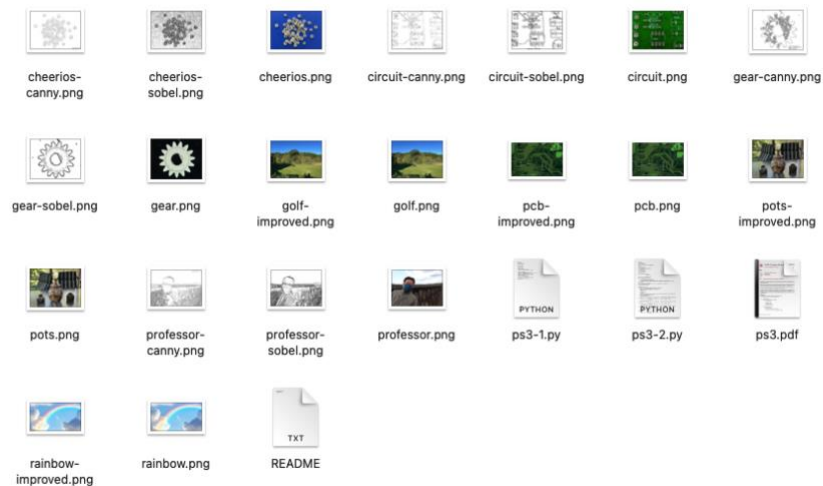 cheerios-
canny.png
cheerios-
sobel.png
cheerios.png
circuit-canny.png
circuit-sobel.png
circuit.png
gear-canny.png
gear-sobel.png
gear.png
golf-
improved.png
golf.png
pcb-
improved.png
pcb.png
pots-
improved.png
PYTHON
PYTHON
pots.png
professor-
canny.png
professor-
sobel.png
professor.png
ps3-1.py
ps3-2.py
ps3.pdf
TXT
rainbow-
improved.png
rainbow.png
README